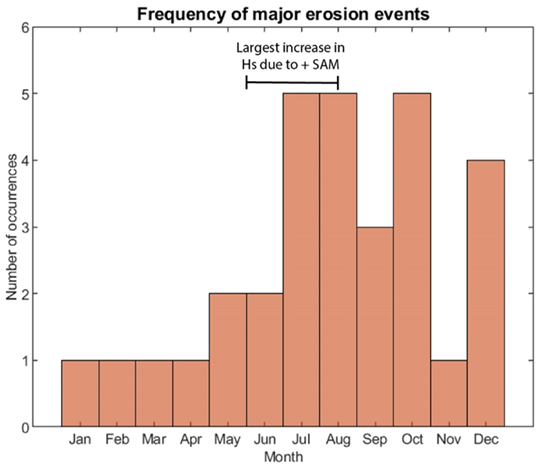 Frequency of major erosion events
Largest increase in
Hs due to + SAM
Number of occurrences
6
5
4
3
2
1
0
Jan Feb Mar Apr May Jun Jul Aug Sep Oct Nov Dec
Month